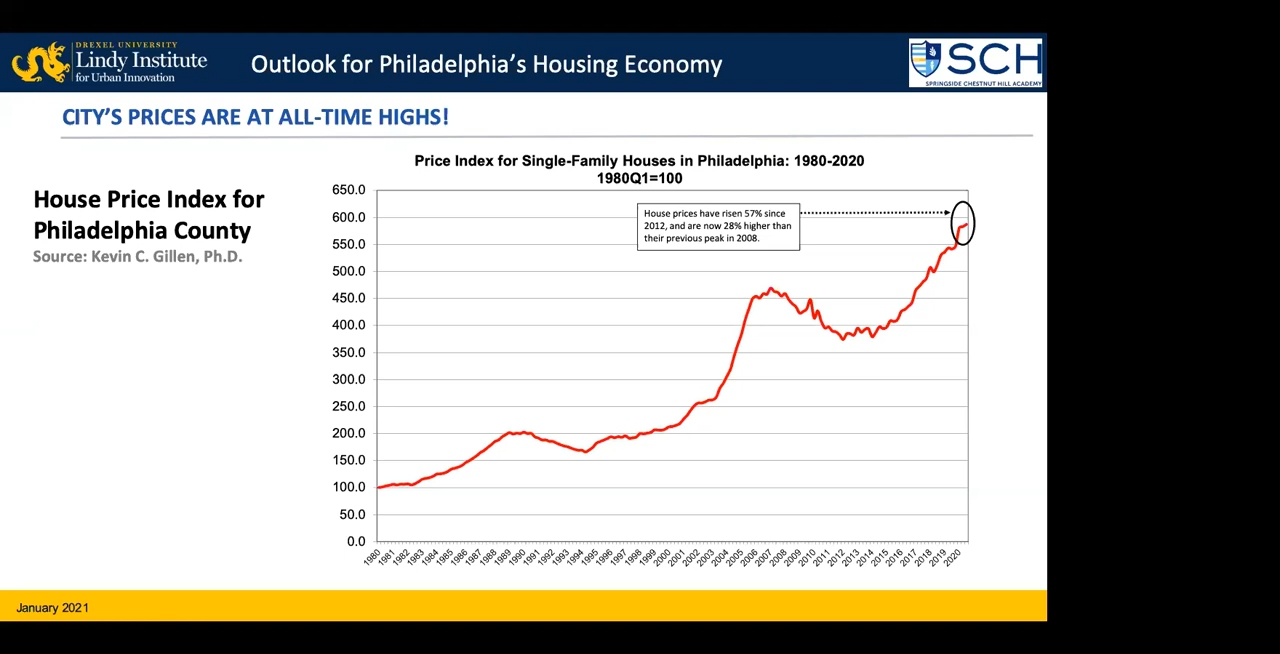 DREXEL UNIVERSITY
Lindy Institute
for Urban Innovation
Outlook for Philadelphia's Housing Economy
SCH
SPRINGSIDE CHESTNUT HILL ACADEMY
CITY'S PRICES ARE AT ALL-TIME HIGHS!
House Price Index for
Philadelphia County
Source: Kevin C. Gillen, Ph.D.
Price Index for Single-Family Houses in Philadelphia: 1980-2020
1980Q1=100
650.0
600.0
550.0
500.0
450.0
400.0
350.0
300.0
250.0
200.0
150.0
100.0
50.0
0.0
House prices have risen 57% since
2012, and are now 28% higher than
their previous peak in 2008.
1980 1981 1982 1983 1984 1985 1986 1987 1988 1989 1990 1991 1992 1993 1994 1995 1996 1997 1998 1999 2000 2001 2002 2003 2004 2005 2006 2007 2008 2009 2010 2011 2012 2013 2014 2015 2016 2017 2018 2019 2020
January 2021